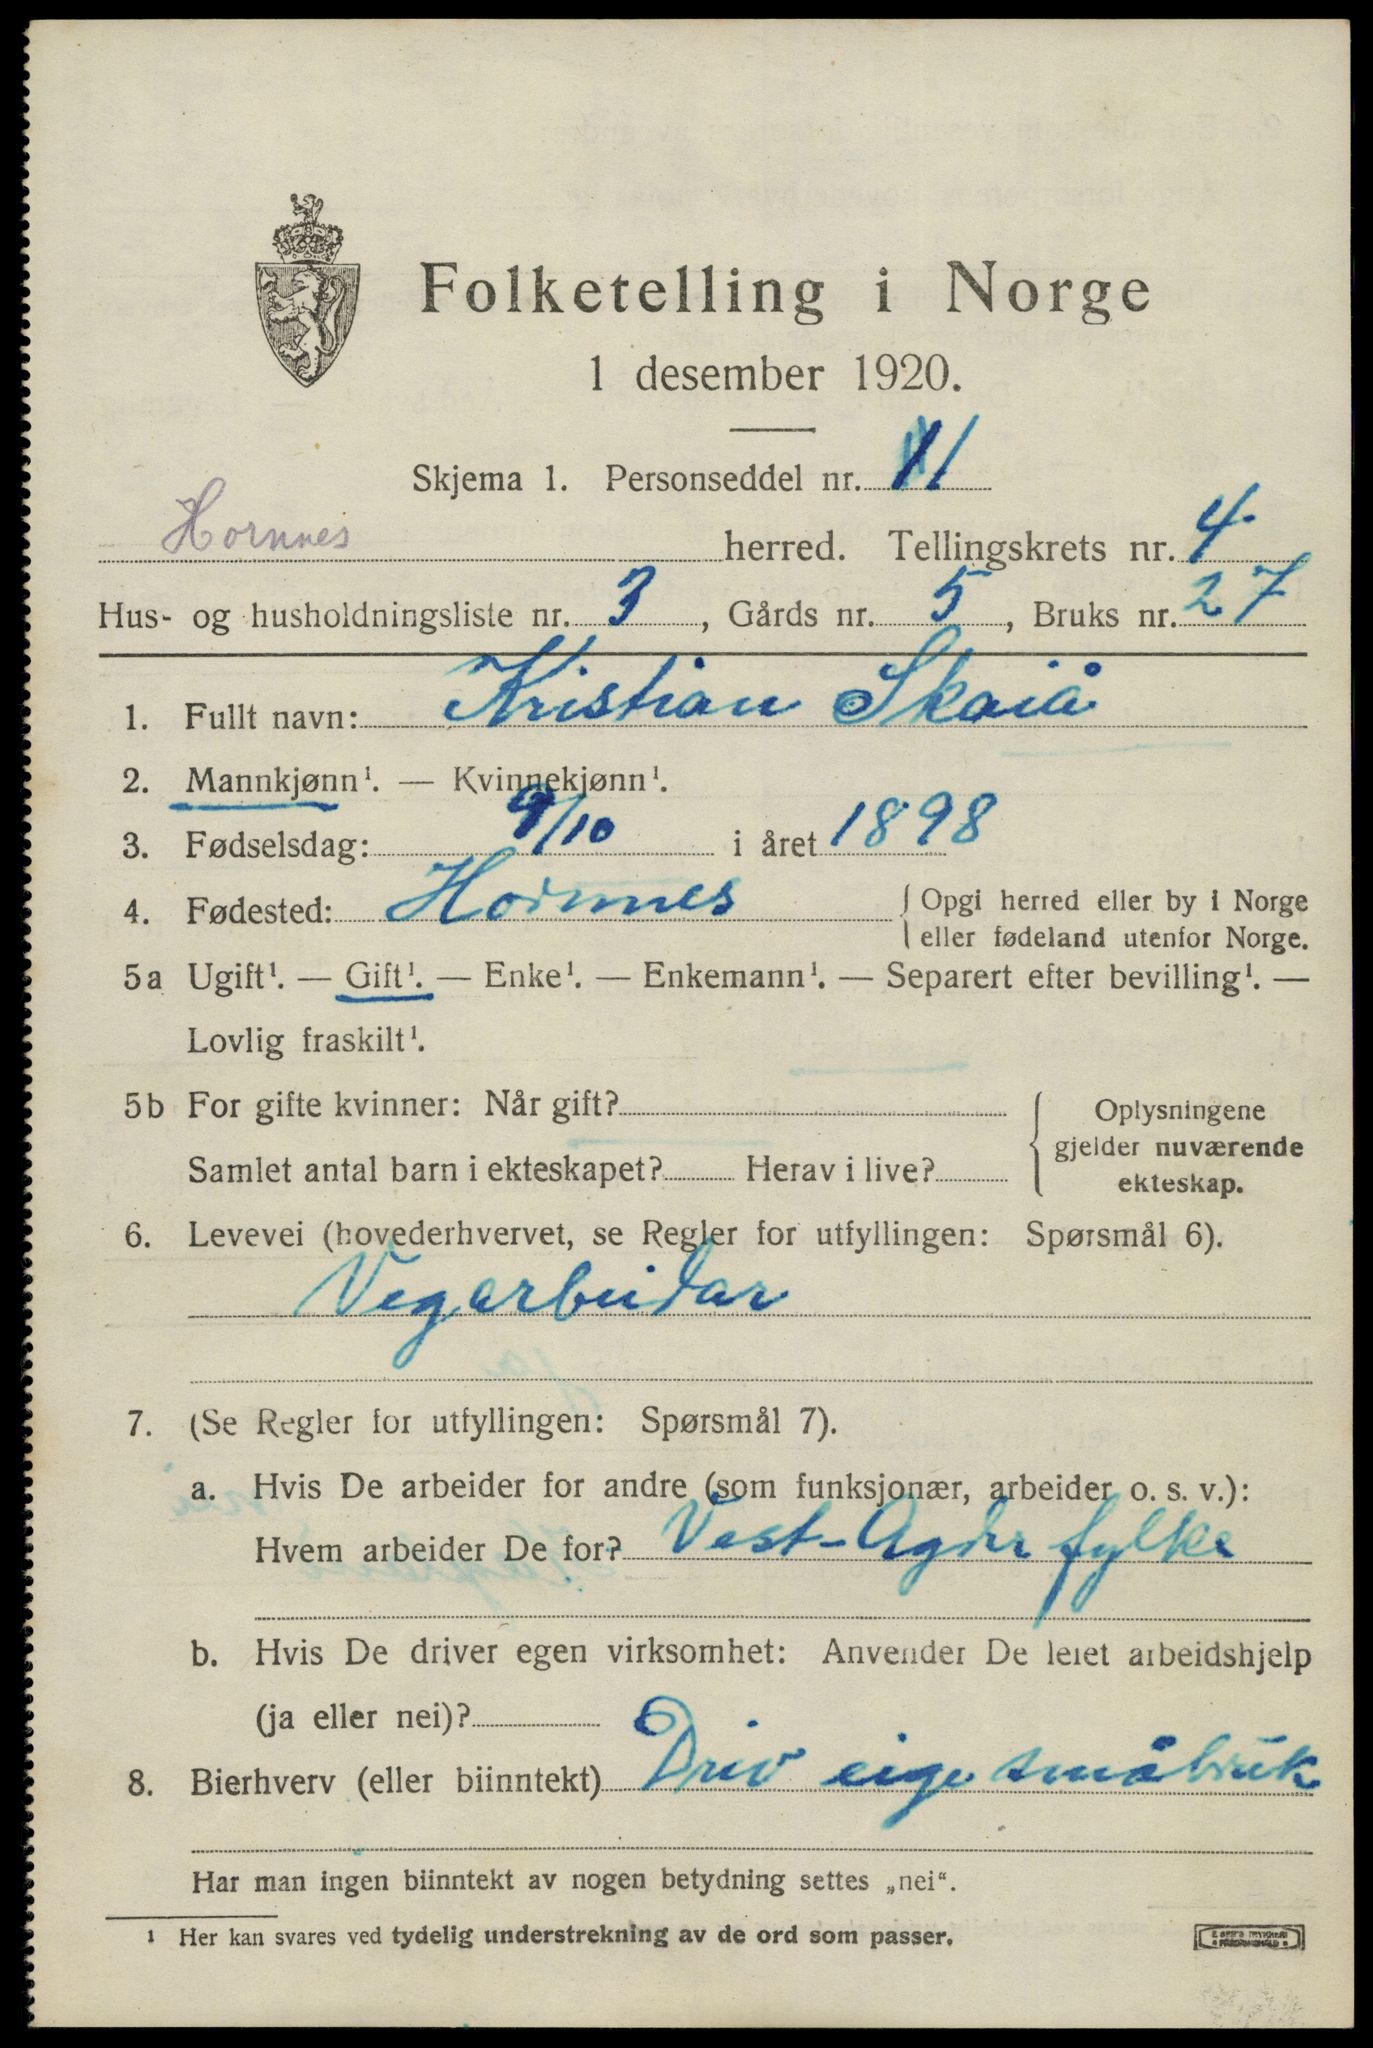 Folketelling i Norge
1 desember 1920.
Skjema 1. Personseddel nr. 11
Hornnes herred. Tellingskrets nr. 4
Hus- og husholdningsliste nr. 3, Gårds nr. 5, Bruks nr. 27
1. Fullt navn: Kristian Skaiå
2. Mannkjønn¹. — Kvinnekjønn¹.
3. Fødselsdag: 9/10 i året 1898
4. Fødested: Hornnes { Opgi herred eller by i Norge
eller fødeland utenfor Norge.
5a Ugift¹. — Gift¹. — Enke¹. — Enkemann¹. — Separert efter bevilling¹. —
Lovlig fraskilt¹.
5b For gifte kvinner: Når gift?
Samlet antal barn i ekteskapet? Herav i live?
Oplysningene
gjelder nuværende
ekteskap.
6. Levevei (hovederhvervet, se Regler for utfyllingen: Spørsmål 6).
Vegarbeidar
7. (Se Regler for utfyllingen: Spørsmål 7).
a. Hvis De arbeider for andre (som funksjonær, arbeider o. s. v.):
Hvem arbeider De for? Vest-Agder fylke
b. Hvis De driver egen virksomhet: Anvender De leiet arbeidshjelp
(ja eller nei)?
8. Bierhverv (eller biinntekt) Driv eige småbruk
Har man ingen biinntekt av nogen betydning settes „nei“.
¹ Her kan svares ved tydelig understrekning av de ord som passer.